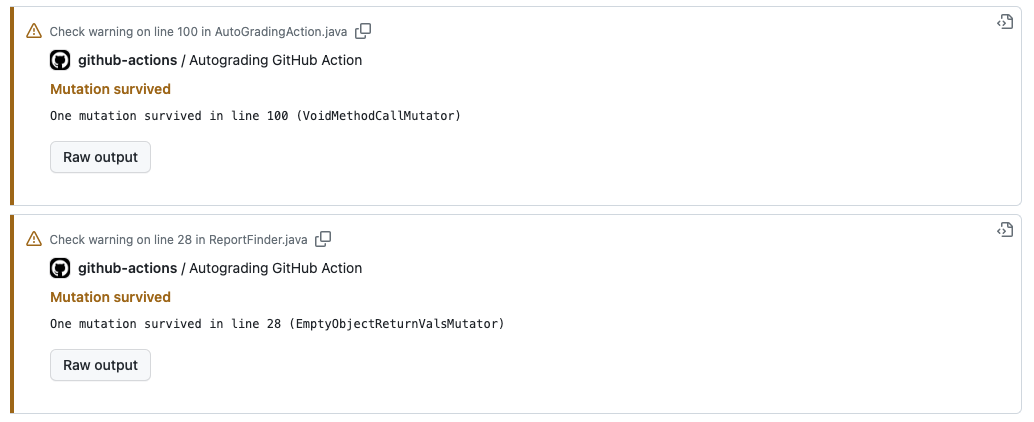 Check warning on line 100 in AutoGradingAction.java
github-actions / Autograding GitHub Action
Mutation survived
One mutation survived in line 100 (VoidMethodCallMutator)
Raw output
Check warning on line 28 in ReportFinder.java
github-actions / Autograding GitHub Action
Mutation survived
One mutation survived in line 28 (EmptyObjectReturnValsMutator)
Raw output